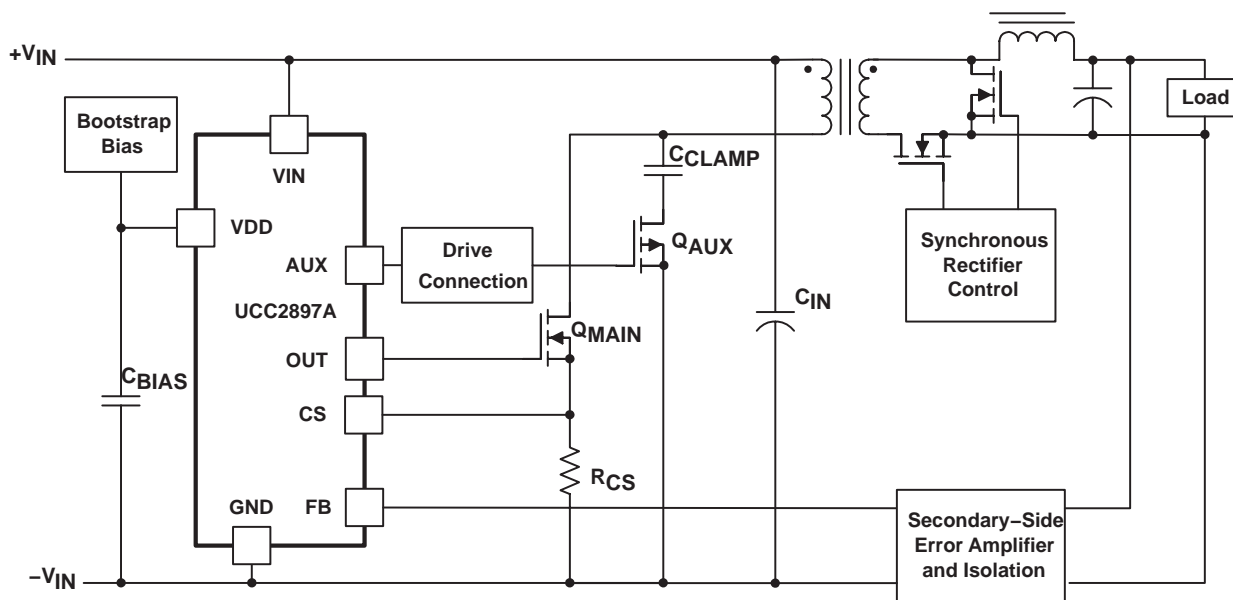 +VIN
Bootstrap
Bias
VIN
VDD
AUX
UCC2897A
OUT
CS
FB
GND
CBIAS
Drive
Connection
CCLAMP
QAUX
QMAIN
RCS
CIN
Synchronous
Rectifier
Control
Load
Secondary−Side
Error Amplifier
and Isolation
−VIN